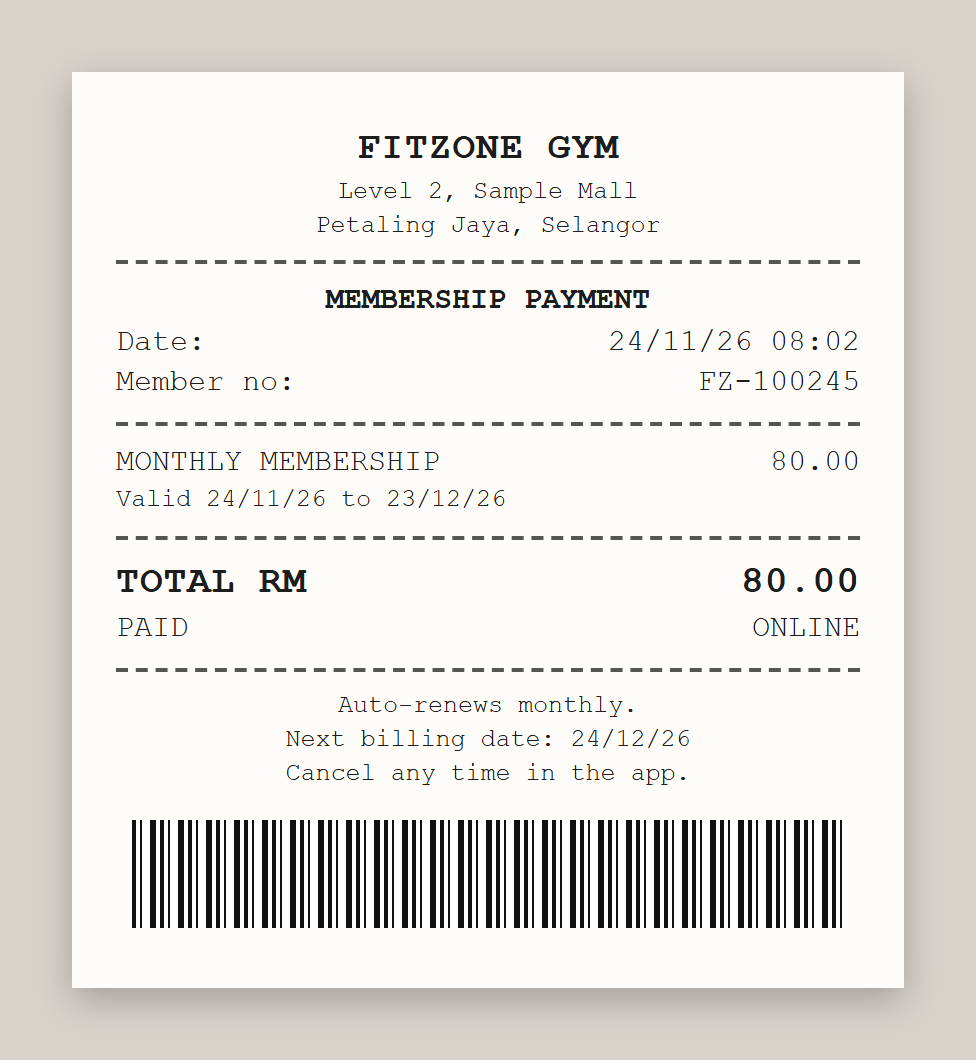 FITZONE GYM
Level 2, Sample Mall
Petaling Jaya, Selangor
MEMBERSHIP PAYMENT
Date: 24/11/26 08:02
Member no: FZ-100245
MONTHLY MEMBERSHIP 80.00
Valid 24/11/26 to 23/12/26
TOTAL RM 80.00
PAID ONLINE
Auto-renews monthly.
Next billing date: 24/12/26
Cancel any time in the app.